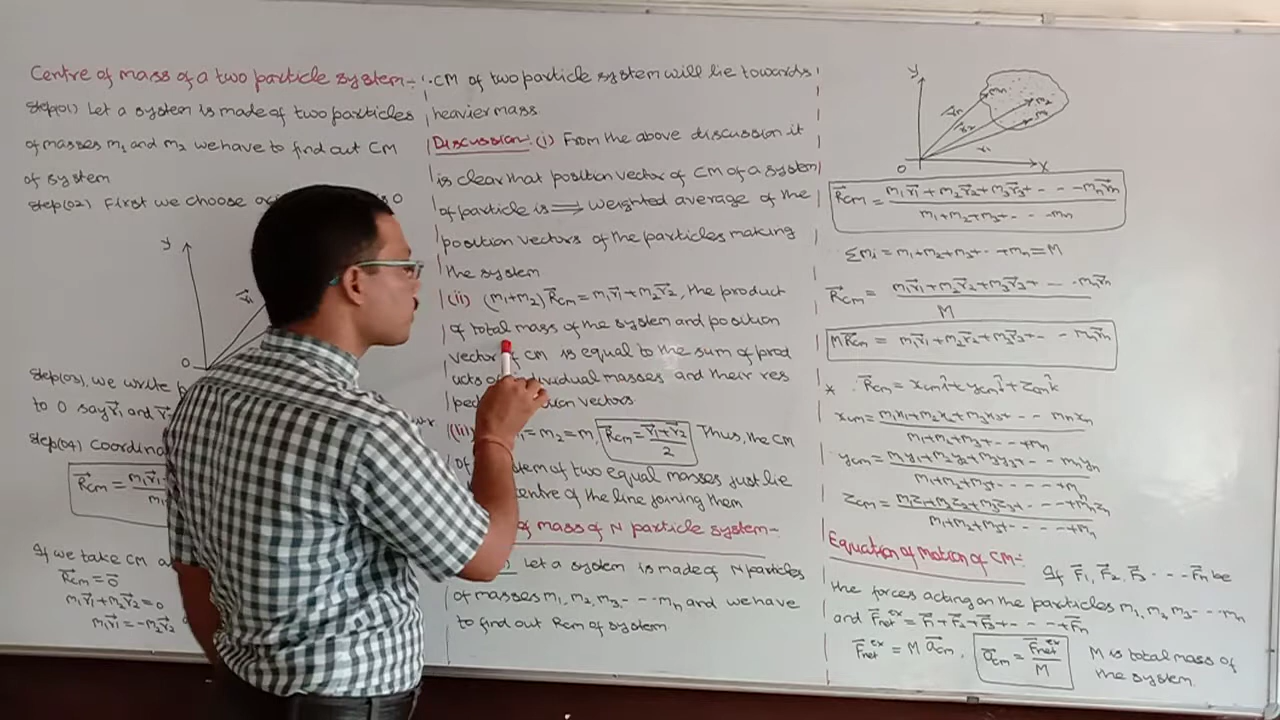 Centre of mass of a two particle system:-
Step(01) Let a system is made of two particles
of masses m₁ and m₂ we have to find out CM
of system
Step(02) First we choose O
y
O
Step(03), we write
to O say r⃗₁ and
Step(04) Coordina
R⃗cm = m₁r⃗₁
If we take CM
R⃗cm = 0⃗
m₁r⃗₁+m₂r⃗₂=0
m₁r⃗₁=-m₂r⃗₂
∴ CM of two particle system will lie towards
heavier mass
Discussion: (i) From the above discussion it
is clear that position vector of CM of a system
of particle is ⟹ weighted average of the
position vectors of the particles making
the system
(ii) (m₁+m₂)R⃗cm = m₁r⃗₁+m₂r⃗₂, the product
of total mass of the system and position
vector of CM is equal to the sum of prod
ucts of individual masses and their res
pec on vectors
(iii) = m₂=m R⃗cm = r⃗₁+r⃗₂/2 Thus, the CM
of stem of two equal masses just lie
entre of the line joining them
of mass of N particle system:-
Let a system is made of N particles
of masses m₁, m₂, m₃, - - - mₙ and we have
to find out Rcm of system
y
mₙ
m₂
r₁
O X
R⃗cm = m₁r⃗₁+m₂r⃗₂+m₃r⃗₃+ - - - mₙr⃗ₙ / m₁+m₂+m₃+ - - - mₙ
Σmᵢ = m₁+m₂+m₃+ - - +mₙ = M
R⃗cm = m₁r⃗₁+m₂r⃗₂+m₃r⃗₃+ - - - mₙr⃗ₙ / M
MR⃗cm = m₁r⃗₁+m₂r⃗₂+m₃r⃗₃+ - - - mₙr⃗ₙ
* R⃗cm = xcm î + ycm ĵ + zcm k̂
xcm = m₁x₁+m₂x₂+m₃x₃+ - - - mₙxₙ / m₁+m₂+m₃+ - - - +mₙ
ycm = m₁y₁+m₂y₂+m₃y₃+ - - - mₙyₙ / m₁+m₂+m₃+ - - - +mₙ
zcm = m₁z₁+m₂z₂+m₃z₃+ - - - mₙzₙ / m₁+m₂+m₃+ - - - +mₙ
Equation of motion of CM:- If F⃗₁, F⃗₂, F⃗₃ - - - F⃗ₙ be
the forces acting on the particles m₁, m₂, m₃ - - - mₙ
and F⃗netᵉˣ = F⃗₁+F⃗₂+F⃗₃+ - - - +F⃗ₙ
F⃗netᵉˣ = M a⃗cm, a⃗cm = F⃗netᵉˣ / M M is total mass of
the system.